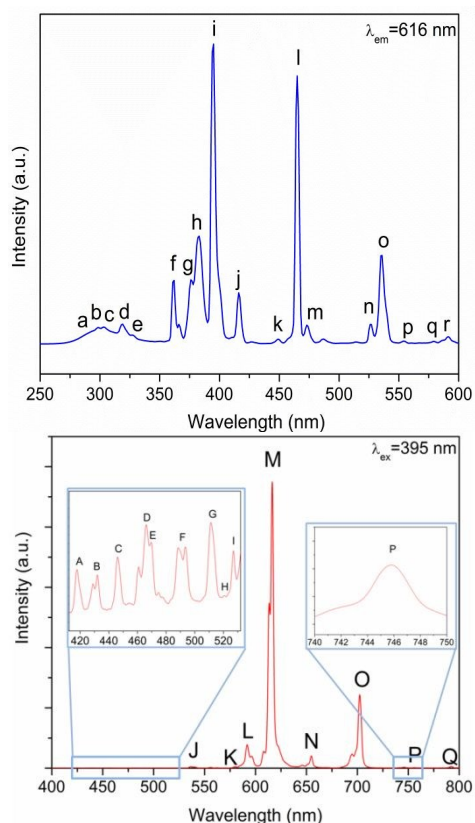 λem=616 nm
Intensity (a.u.)
a b c d e f g h i j k l m n o p q r
250 300 350 400 450 500 550 600
Wavelength (nm)
λex=395 nm
Intensity (a.u.)
A B C D E F G H I
420 440 460 480 500 520
P
740 742 744 746 748 750
J K L M N O P Q
400 450 500 550 600 650 700 750 800
Wavelength (nm)